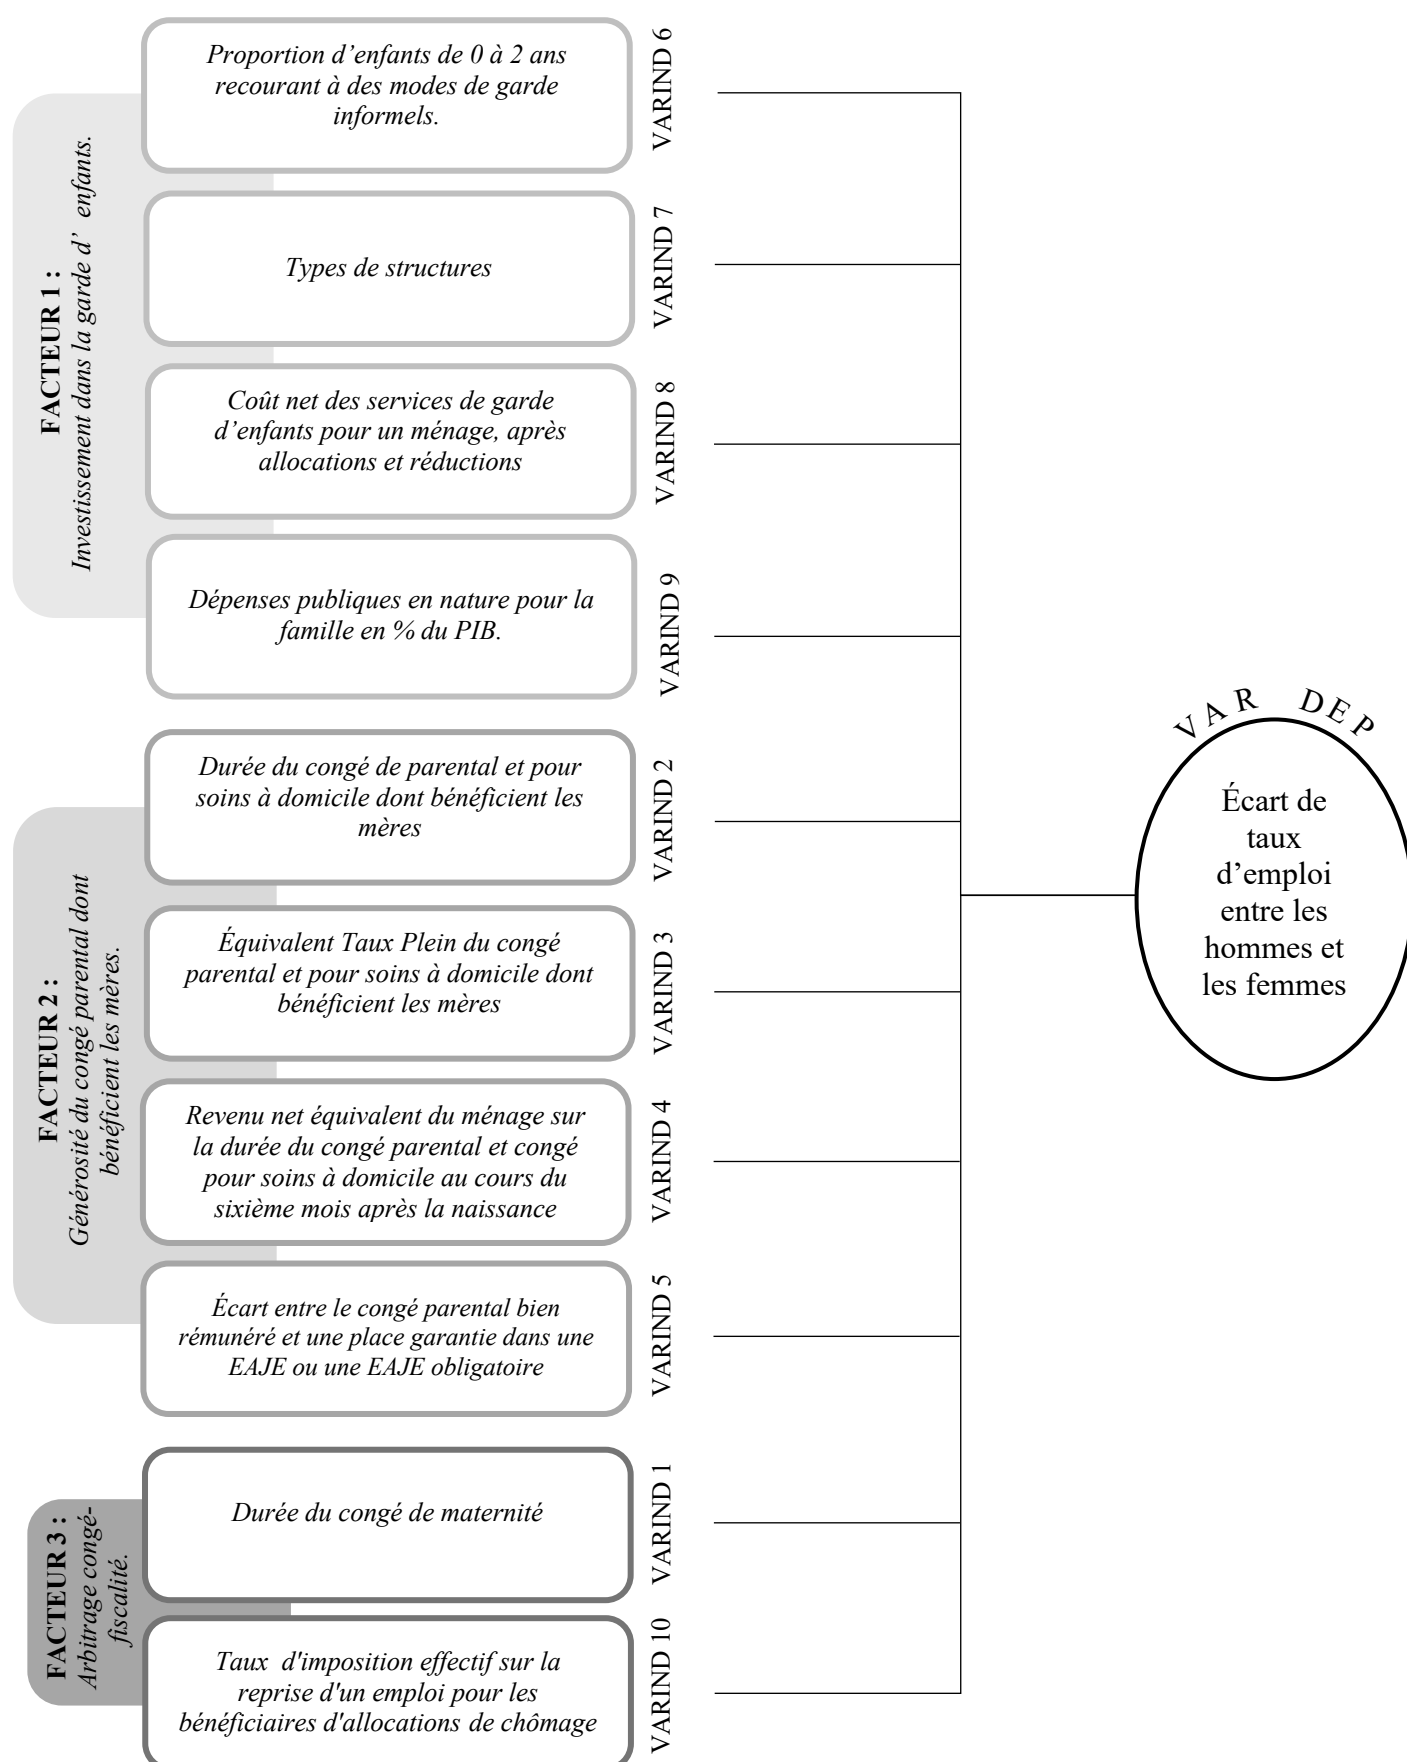 FACTEUR 1 :
Investissement dans la garde d’ enfants.
Proportion d’enfants de 0 à 2 ans
recourant à des modes de garde
informels.
VARIND 6
Types de structures
VARIND 7
Coût net des services de garde
d’enfants pour un ménage, après
allocations et réductions
VARIND 8
Dépenses publiques en nature pour la
famille en % du PIB.
VARIND 9
FACTEUR 2 :
Générosité du congé parental dont
bénéficient les mères.
Durée du congé de parental et pour
soins à domicile dont bénéficient les
mères
VARIND 2
Équivalent Taux Plein du congé
parental et pour soins à domicile dont
bénéficient les mères
VARIND 3
Revenu net équivalent du ménage sur
la durée du congé parental et congé
pour soins à domicile au cours du
sixième mois après la naissance
VARIND 4
Écart entre le congé parental bien
rémunéré et une place garantie dans une
EAJE ou une EAJE obligatoire
VARIND 5
FACTEUR 3 :
Arbitrage congé-
fiscalité.
Durée du congé de maternité
VARIND 1
Taux d'imposition effectif sur la
reprise d'un emploi pour les
bénéficiaires d'allocations de chômage
VARIND 10
VAR DEP
Écart de
taux
d’emploi
entre les
hommes et
les femmes